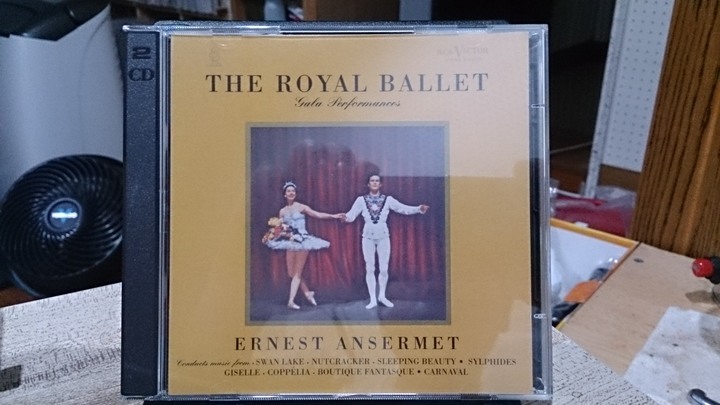 2
CD
RCA VICTOR
THE ROYAL BALLET
Gala Performances
ERNEST ANSERMET
Conducts music from - SWAN LAKE - NUTCRACKER - SLEEPING BEAUTY • SYLPHIDES
GISELLE - COPPÉLIA - BOUTIQUE FANTASQUE • CARNAVAL